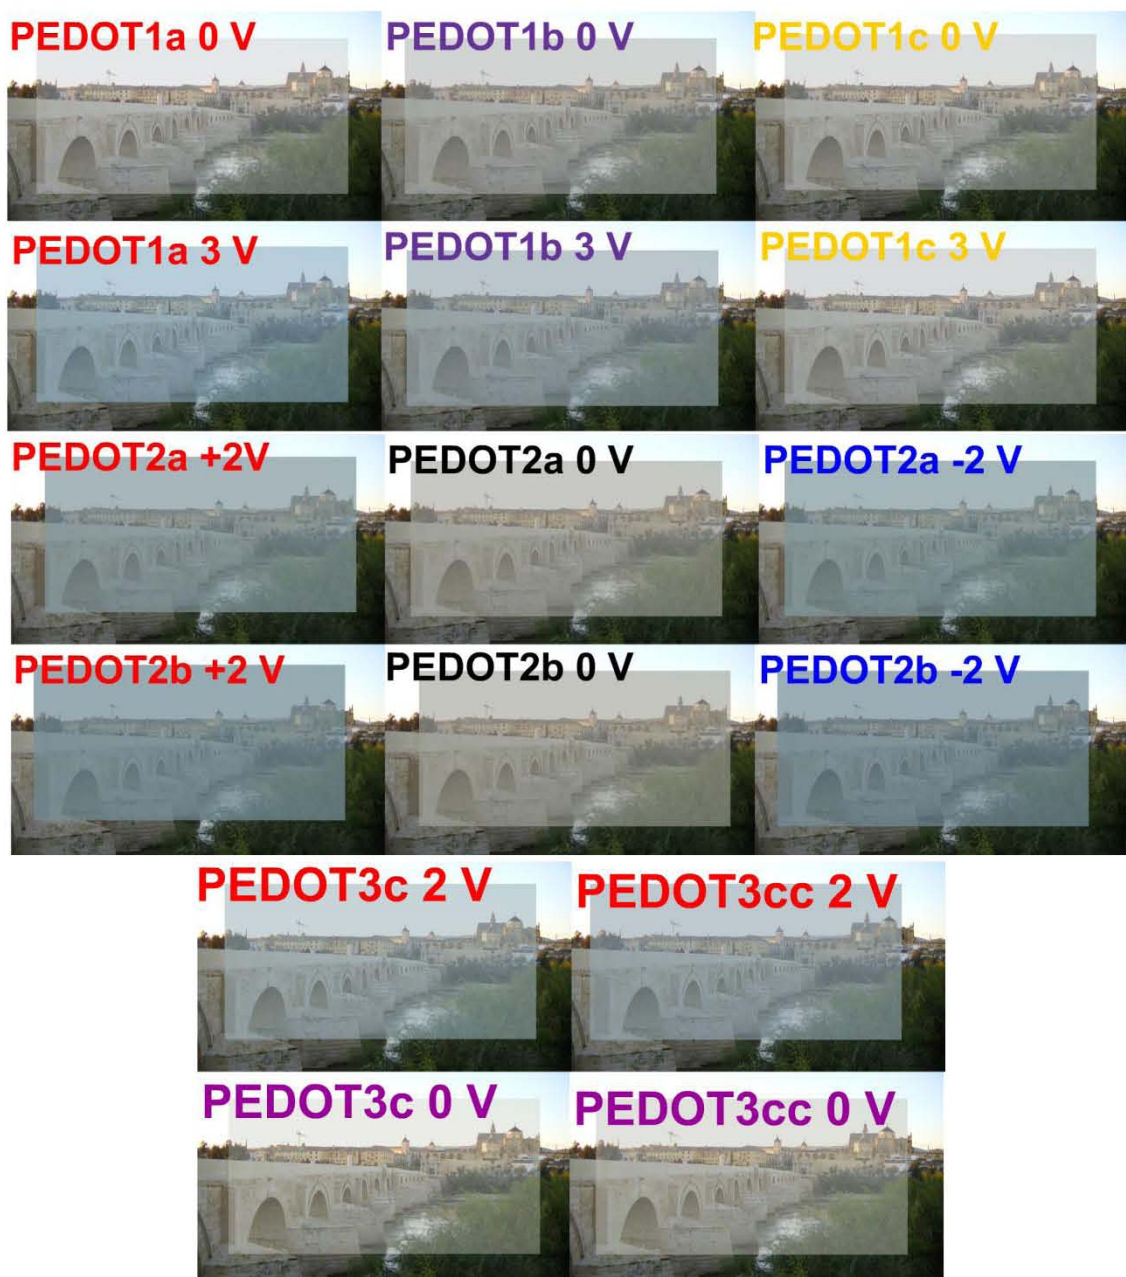 PEDOT1a 0 V
PEDOT1b 0 V
PEDOT1c 0 V
PEDOT1a 3 V
PEDOT1b 3 V
PEDOT1c 3 V
PEDOT2a +2V
PEDOT2a 0 V
PEDOT2a -2 V
PEDOT2b +2 V
PEDOT2b 0 V
PEDOT2b -2 V
PEDOT3c 2 V
PEDOT3cc 2 V
PEDOT3c 0 V
PEDOT3cc 0 V